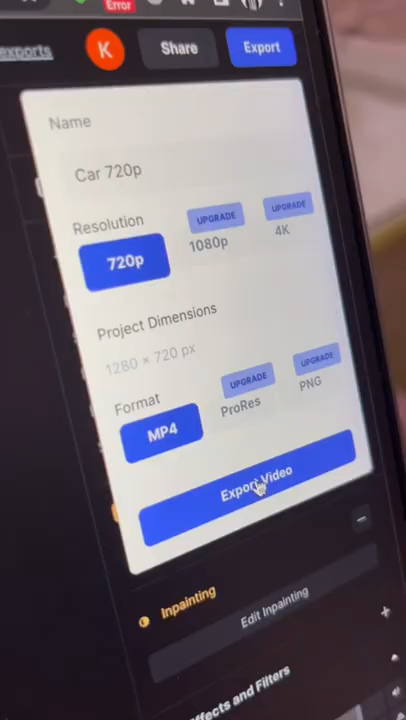 Error
exports
K
Share
Export
Name
Car 720p
Resolution
UPGRADE
UPGRADE
720p
1080p
4K
Project Dimensions
1280 × 720 px
Format
UPGRADE
UPGRADE
MP4
ProRes
PNG
Export Video
Inpainting
Edit Inpainting
Effects and Filters